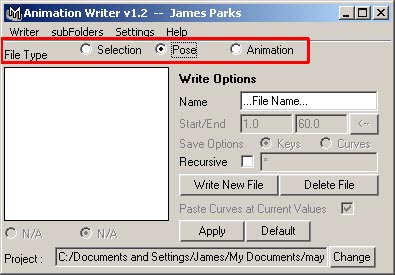 Animation Writer v1.2 -- James Parks
Writer subFolders Settings Help
File Type Selection Pose Animation
Write Options
Name ...File Name...
Start/End 1.0 60.0 <--
Save Options Keys Curves
Recursive *
Write New File Delete File
Paste Curves at Current Values
N/A N/A Apply Default
Project : C:/Documents and Settings/James/My Documents/may Change